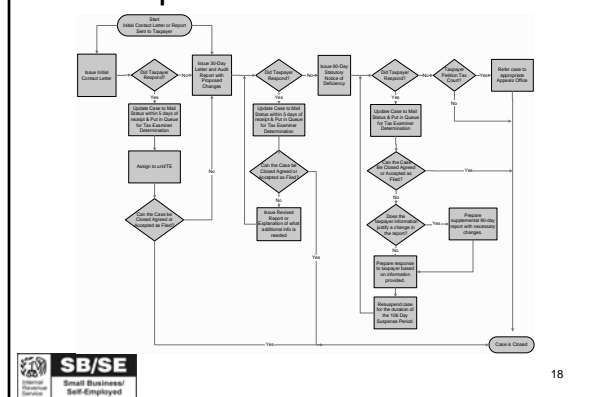 Start
Initial Contact Letter or Report
Sent to Taxpayer
Issue Initial
Contact Letter
Did Taxpayer
Respond?
No
Issue 30-Day
Letter and Audit
Report with
Proposed
Changes
Did Taxpayer
Respond?
No
Issue 90-Day
Statutory
Notice of
Deficiency
Did Taxpayer
Respond?
No
Taxpayer
Petition Tax
Court?
Yes
Refer case to
appropriate
Appeals Office
Yes
Yes
Yes
No
Update Case to Mail
Status within 5 days of
receipt & Put in Queue
for Tax Examiner
Determination
Update Case to Mail
Status within 5 days of
receipt & Put in Queue
for Tax Examiner
Determination
Update Case to Mail
Status & Put in Queue
for Tax Examiner
Determination
Assign to unit/TE
No
Can the Case be
Closed Agreed or
Accepted as Filed?
Can the Case
Be Closed Agreed
or Accepted as
Filed?
Yes
No
No
Can the Case be
Closed Agreed or
Accepted as Filed?
Issue Revised
Report or
Explanation of what
additional info is
needed
Does the
taxpayer information
justify a change in
the report?
Yes
Prepare
supplemental 90-day
report with necessary
changes.
No
Yes
Prepare response
to taxpayer based
on information
provided.
Resuspend case
for the duration of
the 106 Day
Suspense Period.
Yes
Case is Closed
Internal
Revenue
Service
SB/SE
Small Business/
Self-Employed
18